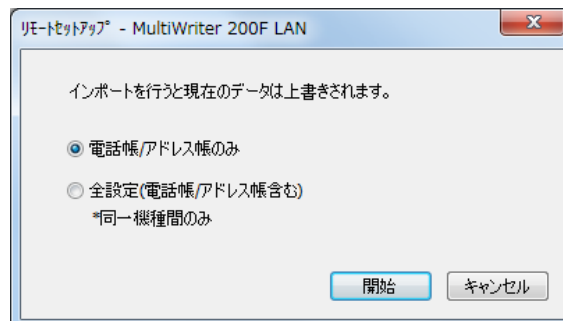 ﾘﾓｰﾄｾｯﾄｱｯﾌﾟ - MultiWriter 200F LAN
インポートを行うと現在のデータは上書きされます。
電話帳/アドレス帳のみ
全設定(電話帳/アドレス帳含む)
*同一機種間のみ
開始
キャンセル